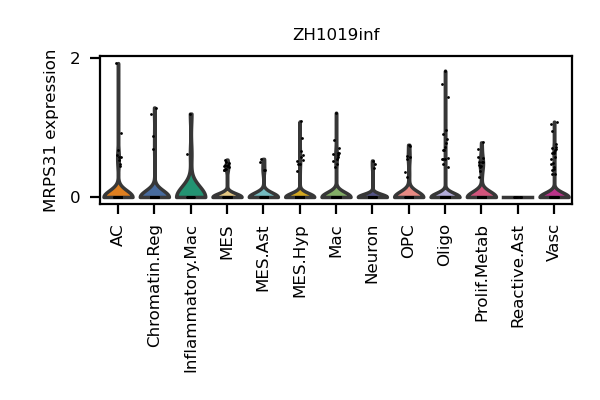 ZH1019inf
MRPS31 expression
2
0
AC
Chromatin.Reg
Inflammatory.Mac
MES
MES.Ast
MES.Hyp
Mac
Neuron
OPC
Oligo
Prolif.Metab
Reactive.Ast
Vasc